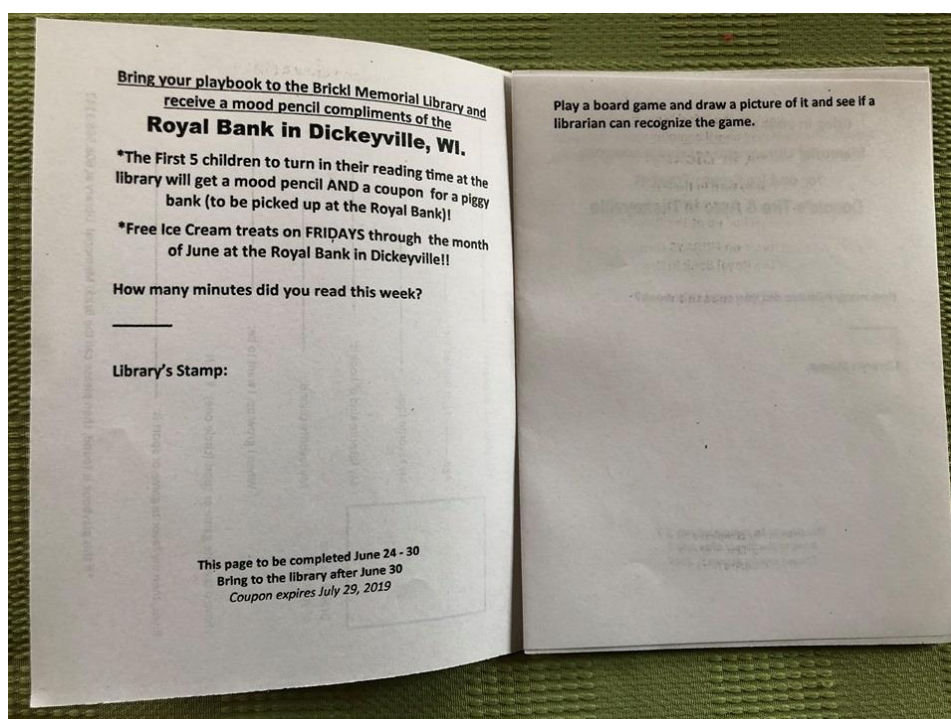 Bring your playbook to the Brickl Memorial Library and
receive a mood pencil compliments of the
Royal Bank in Dickeyville, WI.
*The First 5 children to turn in their reading time at the
library will get a mood pencil AND a coupon for a piggy
bank (to be picked up at the Royal Bank)!
*Free Ice Cream treats on FRIDAYS through the month
of June at the Royal Bank in Dickeyville!!
How many minutes did you read this week?
Library's Stamp:
This page to be completed June 24 - 30
Bring to the library after June 30
Coupon expires July 29, 2019
Play a board game and draw a picture of it and see if a
librarian can recognize the game.